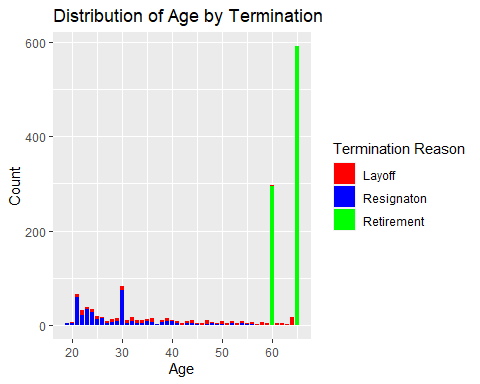 Distribution of Age by Termination
600
400
200
0
Count
20
30
40
50
60
Age
Termination Reason
Layoff
Resignaton
Retirement